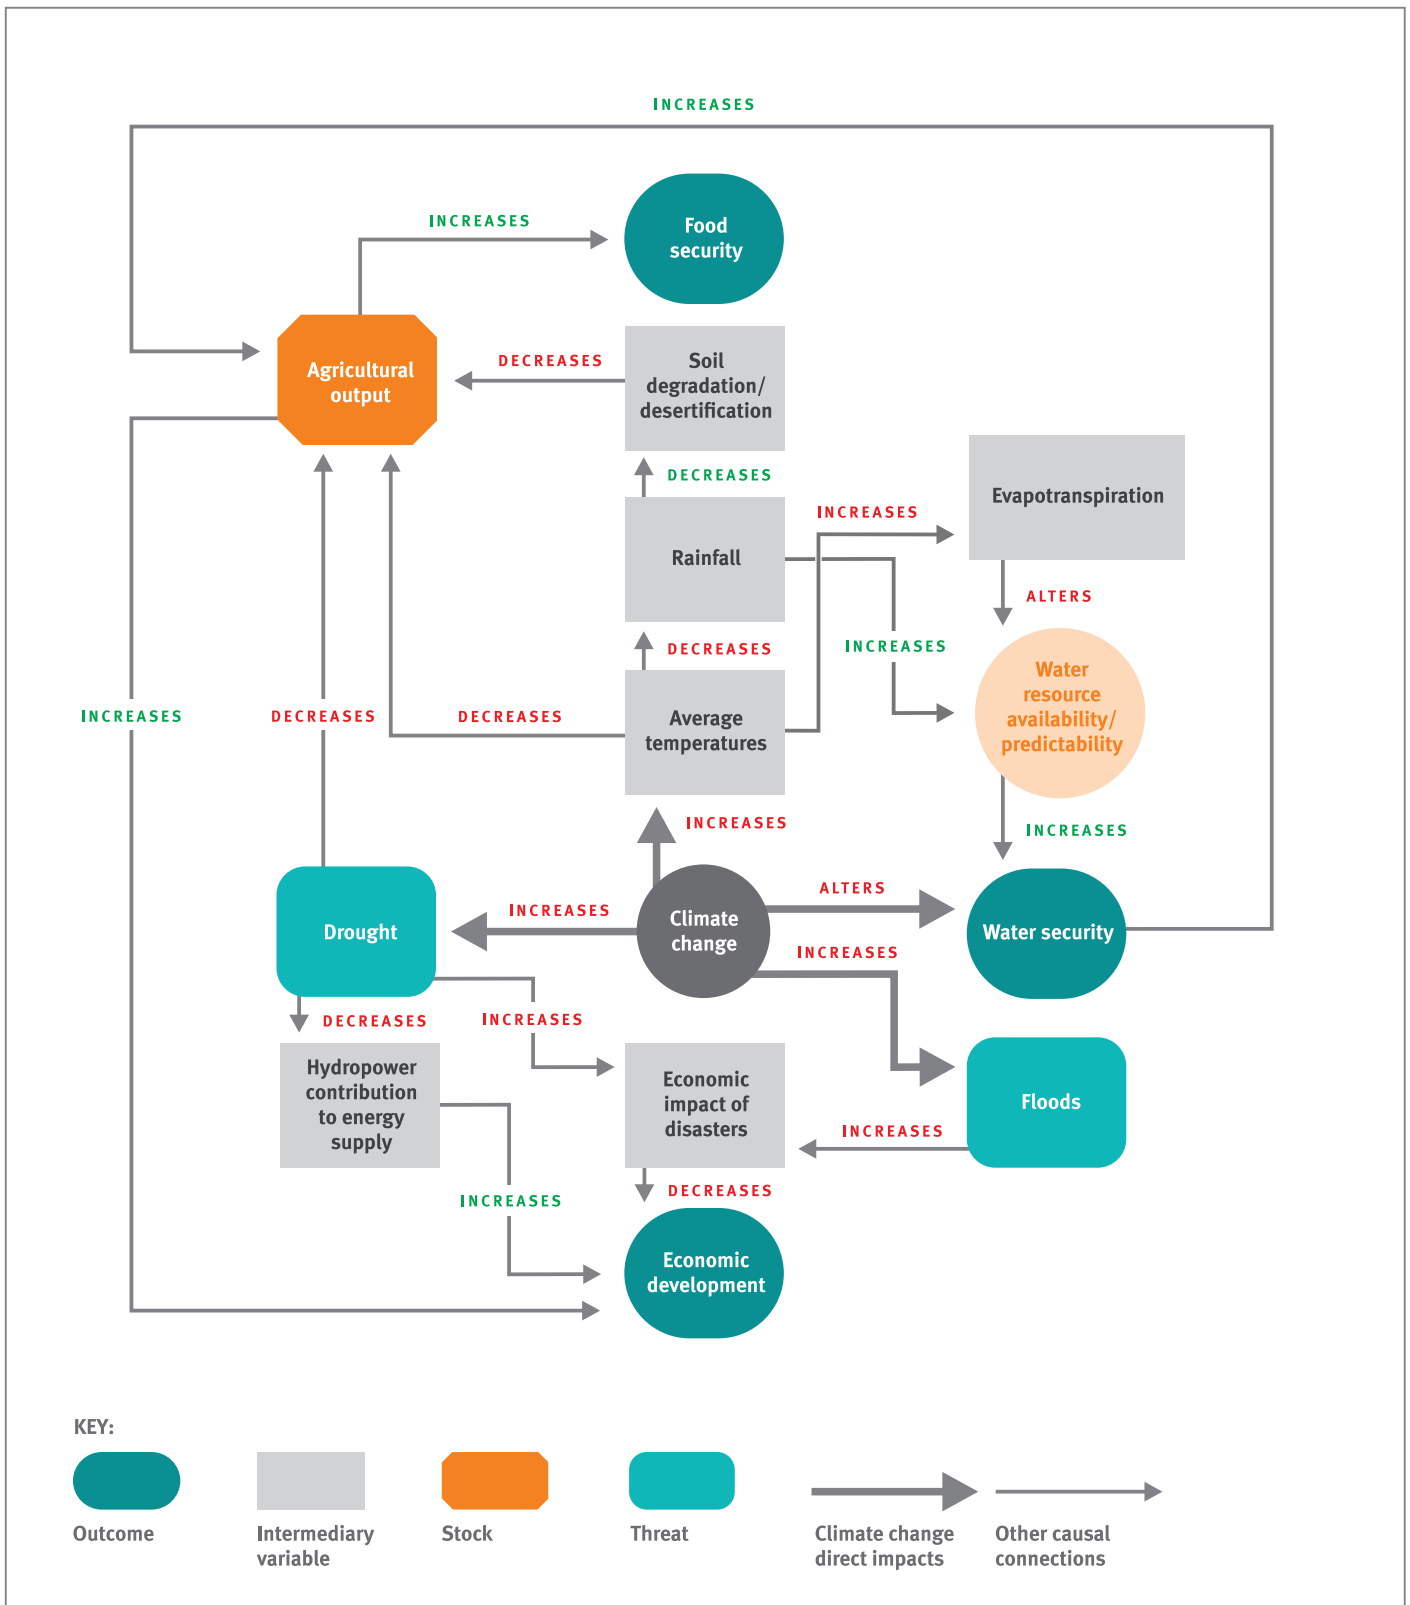 INCREASES
Food
security
INCREASES
Agricultural
output
DECREASES
Soil
degradation/
desertification
DECREASES
Evapotranspiration
INCREASES
Rainfall
ALTERS
DECREASES
INCREASES
Water
resource
availability/
predictability
INCREASES
DECREASES
DECREASES
Average
temperatures
INCREASES
INCREASES
Drought
INCREASES
Climate
change
ALTERS
Water security
INCREASES
DECREASES
INCREASES
Hydropower
contribution
to energy
supply
Economic
impact of
disasters
Floods
INCREASES
INCREASES
DECREASES
Economic
development
KEY:
Outcome
Intermediary
variable
Stock
Threat
Climate change
direct impacts
Other causal
connections